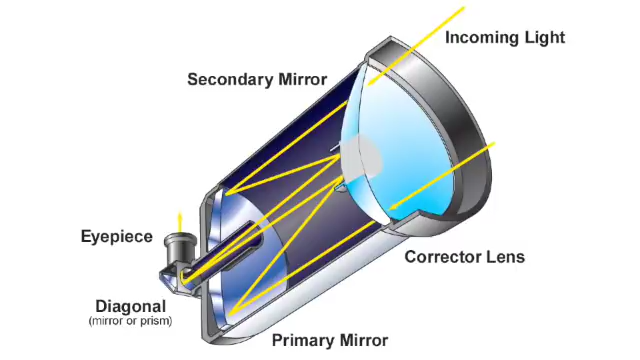 Incoming Light
Secondary Mirror
Eyepiece
Corrector Lens
Diagonal
(mirror or prism)
Primary Mirror